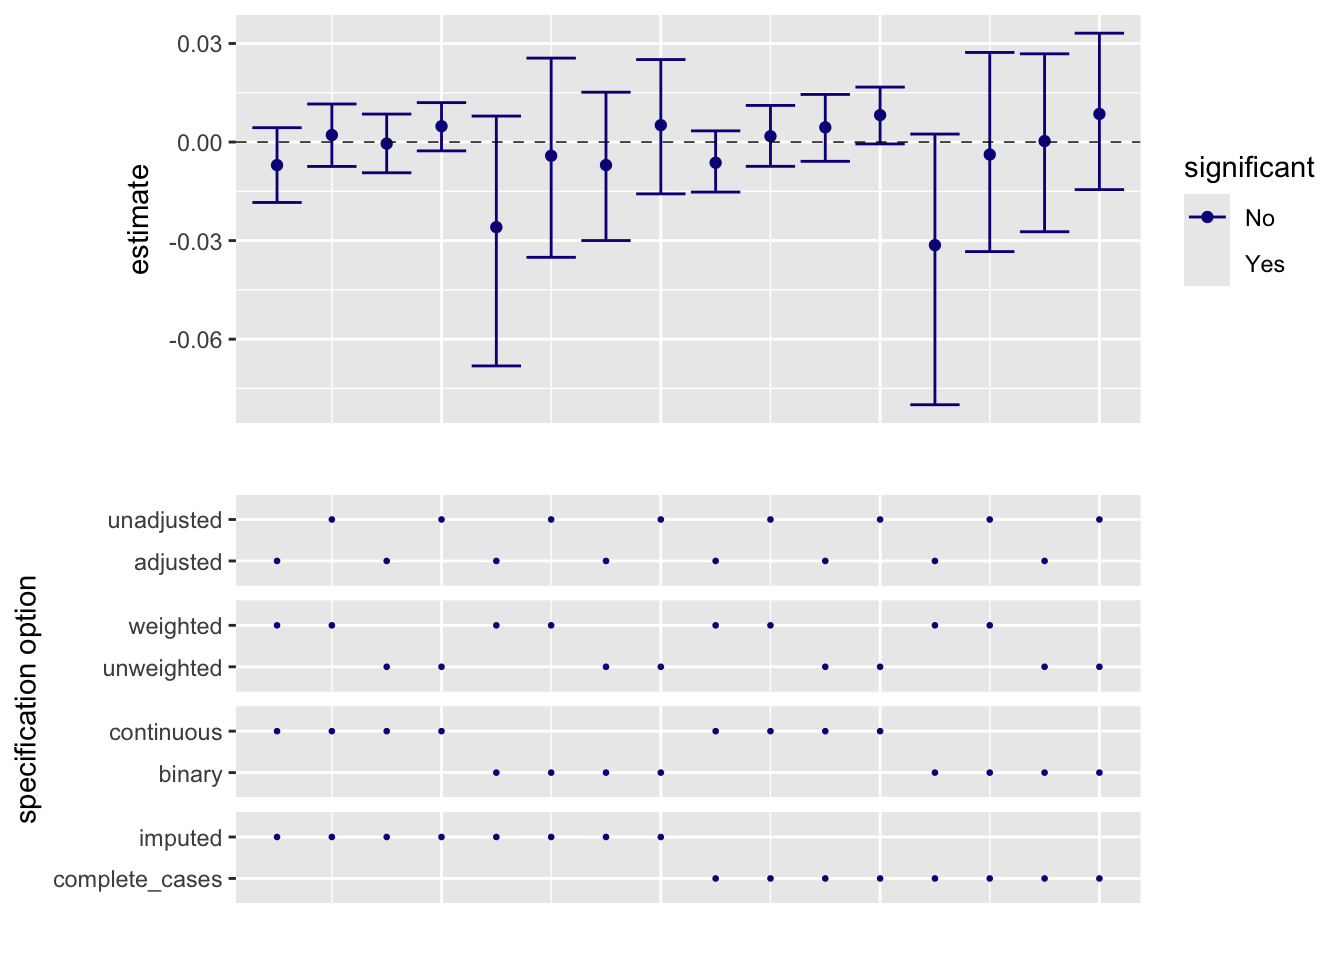 0.03
0.00
-0.03
-0.06
estimate
significant
No
Yes
unadjusted
adjusted
weighted
unweighted
continuous
binary
imputed
complete_cases
specification option